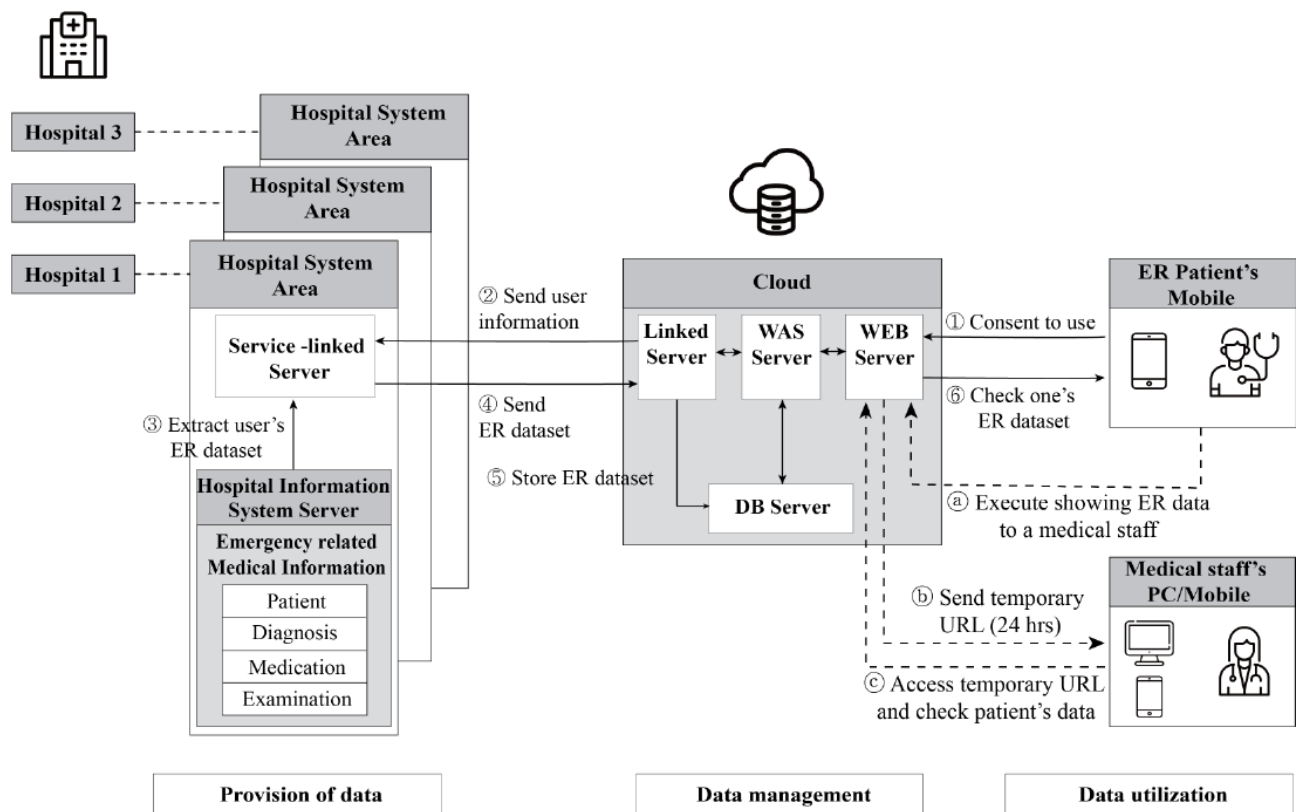 Hospital 3
Hospital 2
Hospital 1
Hospital System
Area
Hospital System
Area
Hospital System
Area
Service -linked
Server
③ Extract user's
ER dataset
Hospital Information
System Server
Emergency related
Medical Information
Patient
Diagnosis
Medication
Examination
② Send user
information
④ Send
ER dataset
⑤ Store ER dataset
Cloud
Linked
Server
WAS
Server
WEB
Server
DB Server
① Consent to use
⑥ Check one's
ER dataset
ER Patient's
Mobile
ⓐ Execute showing ER data
to a medical staff
ⓑ Send temporary
URL (24 hrs)
ⓒ Access temporary URL
and check patient's data
Medical staff's
PC/Mobile
Provision of data
Data management
Data utilization